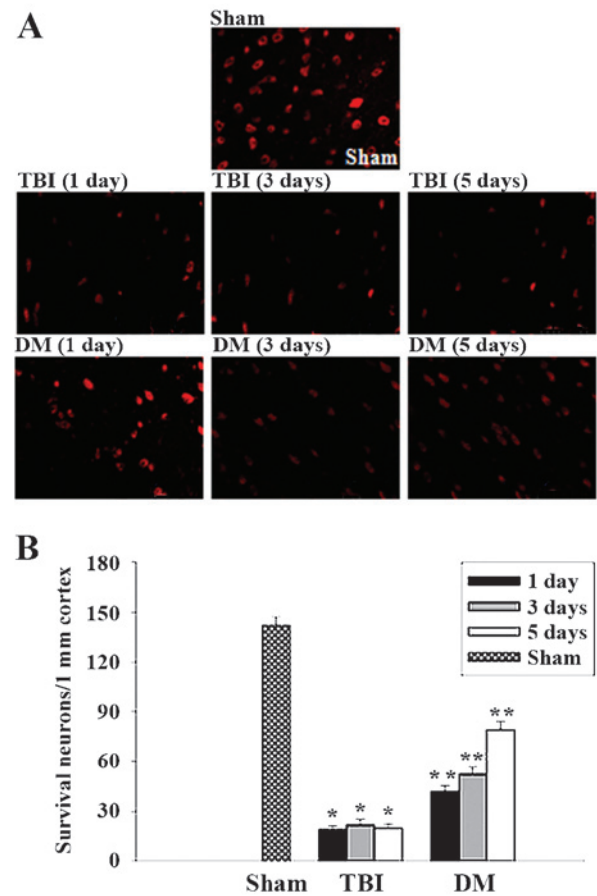 A
Sham
Sham
TBI (1 day) TBI (3 days) TBI (5 days)
DM (1 day) DM (3 days) DM (5 days)
B
Survival neurons/1 mm cortex
180
150
120
90
60
30
0
1 day
3 days
5 days
Sham
* * *
** ** **
Sham TBI DM